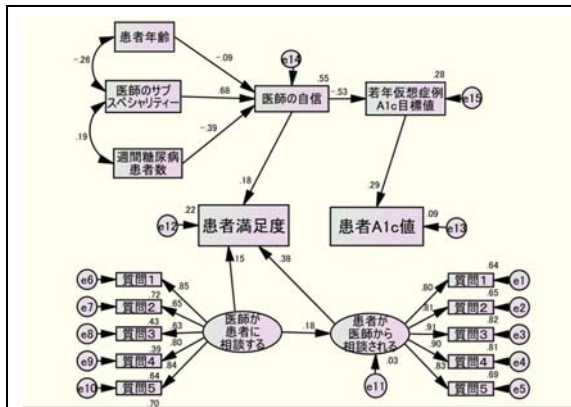 患者年齢
-.09
-.26
e14
.55
.28
医師のサブ
スペシャリティー
.68
医師の自信
-.53
若年仮想症例
A1c目標値
e15
.19
-.39
週間糖尿病
患者数
.18
.29
.22
e12
患者満足度
患者A1c値
.09
e13
.15
.38
e6
質問1
.85
.72
e7
質問2
.65
.43
e8
質問3
.63
.39
e9
質問4
.80
.64
e10
質問5
.84
.70
医師が
患者に
相談する
.18
患者が
医師から
相談される
.03
e11
.64
.80
質問1
e1
.65
.81
質問2
e2
.82
.91
質問3
e3
.81
.90
質問4
e4
.69
.83
質問5
e5